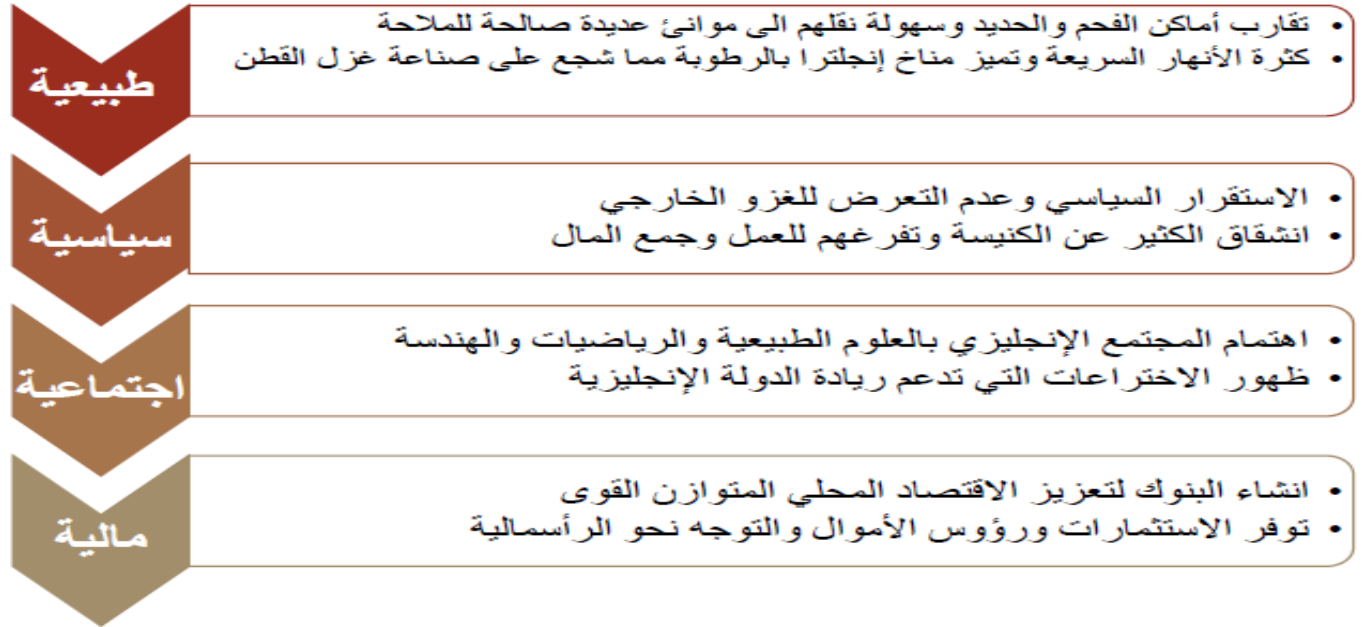 طبيعية
• تقارب أماكن الفحم والحديد وسهولة نقلهم الى موانئ عديدة صالحة للملاحة
• كثرة الأنهار السريعة وتميز مناخ إنجلترا بالرطوبة مما شجع على صناعة غزل القطن
سياسية
• الاستقرار السياسي وعدم التعرض للغزو الخارجي
• انشقاق الكثير عن الكنيسة وتفرغهم للعمل وجمع المال
اجتماعية
• اهتمام المجتمع الإنجليزي بالعلوم الطبيعية والرياضيات والهندسة
• ظهور الاختراعات التي تدعم ريادة الدولة الإنجليزية
مالية
• انشاء البنوك لتعزيز الاقتصاد المحلي المتوازن القوى
• توفر الاستثمارات ورؤوس الأموال والتوجه نحو الرأسمالية